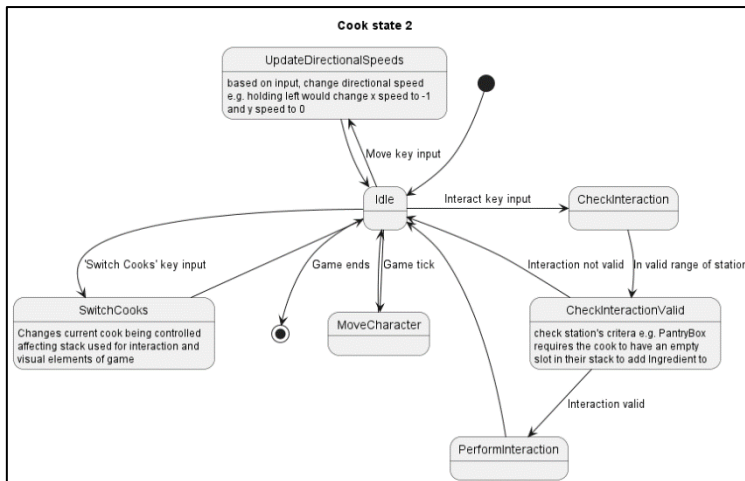 Cook state 2
UpdateDirectionalSpeeds
based on input, change directional speed
e.g. holding left would change x speed to -1
and y speed to 0
Move key input
Idle
Interact key input
CheckInteraction
'Switch Cooks' key input
Game ends
Game tick
Interaction not valid
In valid range of station
SwitchCooks
Changes current cook being controlled
affecting stack used for interaction and
visual elements of game
MoveCharacter
CheckInteractionValid
check station's critera e.g. PantryBox
requires the cook to have an empty
slot in their stack to add Ingredient to
Interaction valid
PerformInteraction